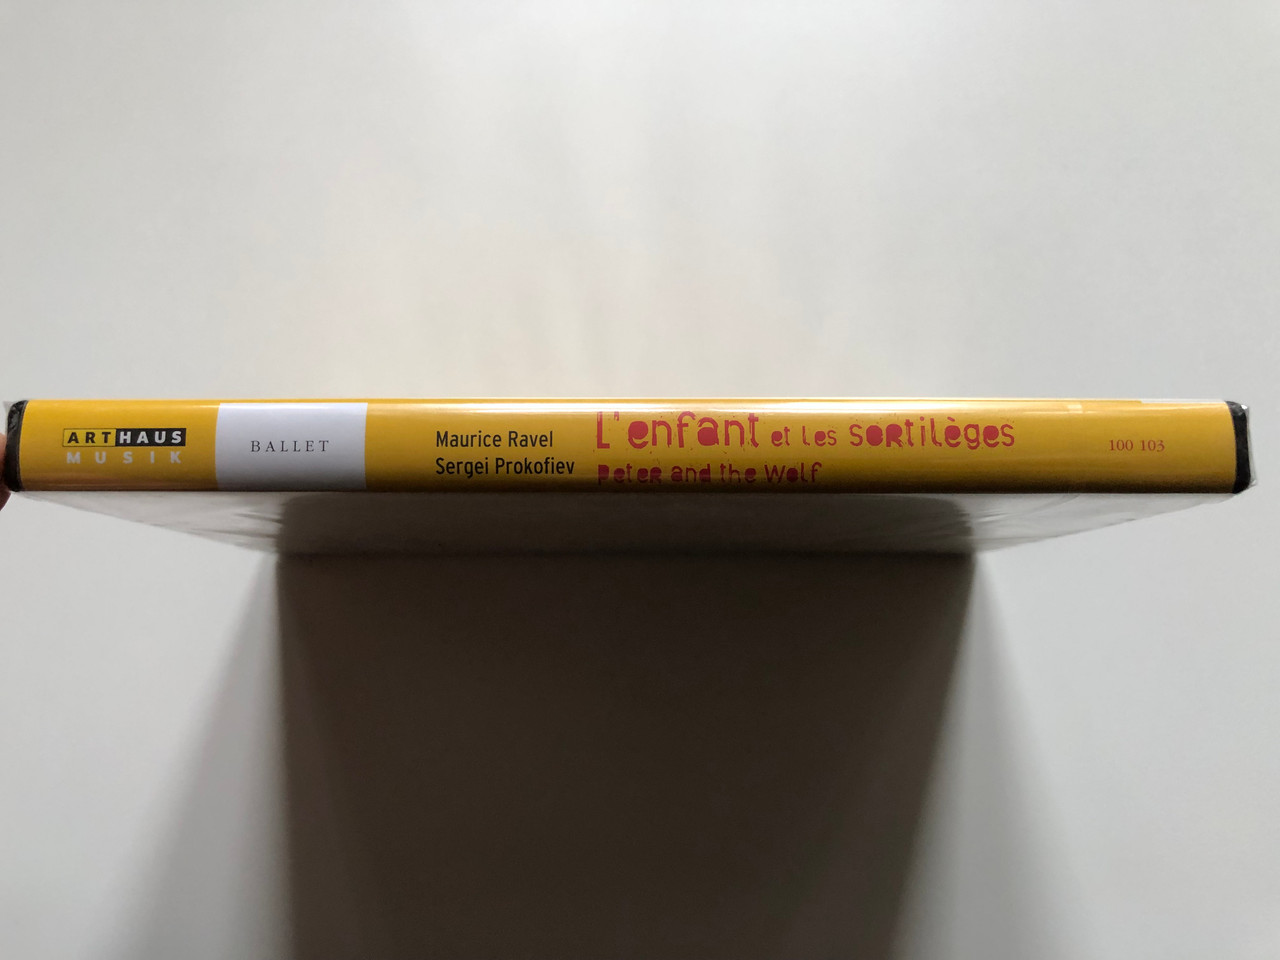 ARTHAUS
MUSIK
BALLET
Maurice Ravel
Sergei Prokofiev
L'enfant et les sortilèges
Peter and the Wolf
100 103